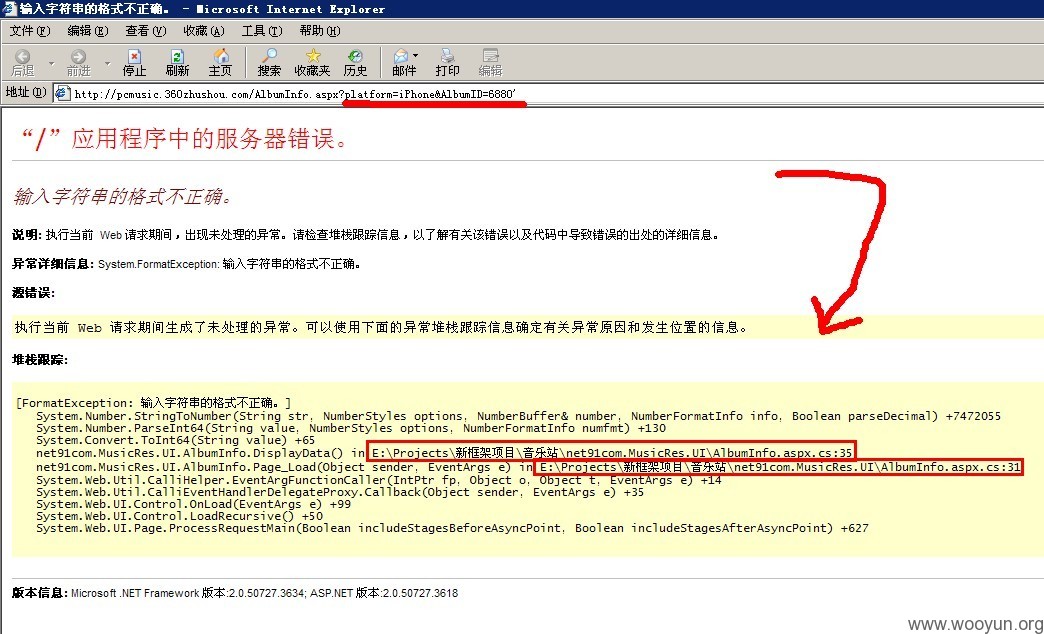 输入字符串的格式不正确。 - Microsoft Internet Explorer
文件(F) 编辑(E) 查看(V) 收藏(A) 工具(T) 帮助(H)
后退 前进 停止 刷新 主页 搜索 收藏夹 历史 邮件 打印 编辑
地址(D) http://pcmusic.360zhushou.com/AlbumInfo.aspx?platform=iPhone&AlbumID=6880'
“/”应用程序中的服务器错误。
输入字符串的格式不正确。
说明: 执行当前 Web 请求期间，出现未处理的异常。请检查堆栈跟踪信息，以了解有关该错误以及代码中导致错误的出处的详细信息。
异常详细信息: System.FormatException: 输入字符串的格式不正确。
源错误:
执行当前 Web 请求期间生成了未处理的异常。可以使用下面的异常堆栈跟踪信息确定有关异常原因和发生位置的信息。
堆栈跟踪:
[FormatException: 输入字符串的格式不正确。]
System.Number.StringToNumber(String str, NumberStyles options, NumberBuffer& number, NumberFormatInfo info, Boolean parseDecimal) +7472055
System.Number.ParseInt64(String value, NumberStyles options, NumberFormatInfo numfmt) +130
System.Convert.ToInt64(String value) +65
net91com.MusicRes.UI.AlbumInfo.DisplayData() in E:\Projects\新框架项目\音乐站\net91com.MusicRes.UI\AlbumInfo.aspx.cs:35
net91com.MusicRes.UI.AlbumInfo.Page_Load(Object sender, EventArgs e) in E:\Projects\新框架项目\音乐站\net91com.MusicRes.UI\AlbumInfo.aspx.cs:31
System.Web.Util.CalliHelper.EventArgFunctionCaller(IntPtr fp, Object o, Object t, EventArgs e) +14
System.Web.Util.CalliEventHandlerDelegateProxy.Callback(Object sender, EventArgs e) +35
System.Web.UI.Control.OnLoad(EventArgs e) +99
System.Web.UI.Control.LoadRecursive() +50
System.Web.UI.Page.ProcessRequestMain(Boolean includeStagesBeforeAsyncPoint, Boolean includeStagesAfterAsyncPoint) +627
版本信息: Microsoft .NET Framework 版本:2.0.50727.3634; ASP.NET 版本:2.0.50727.3618
www.wooyun.org